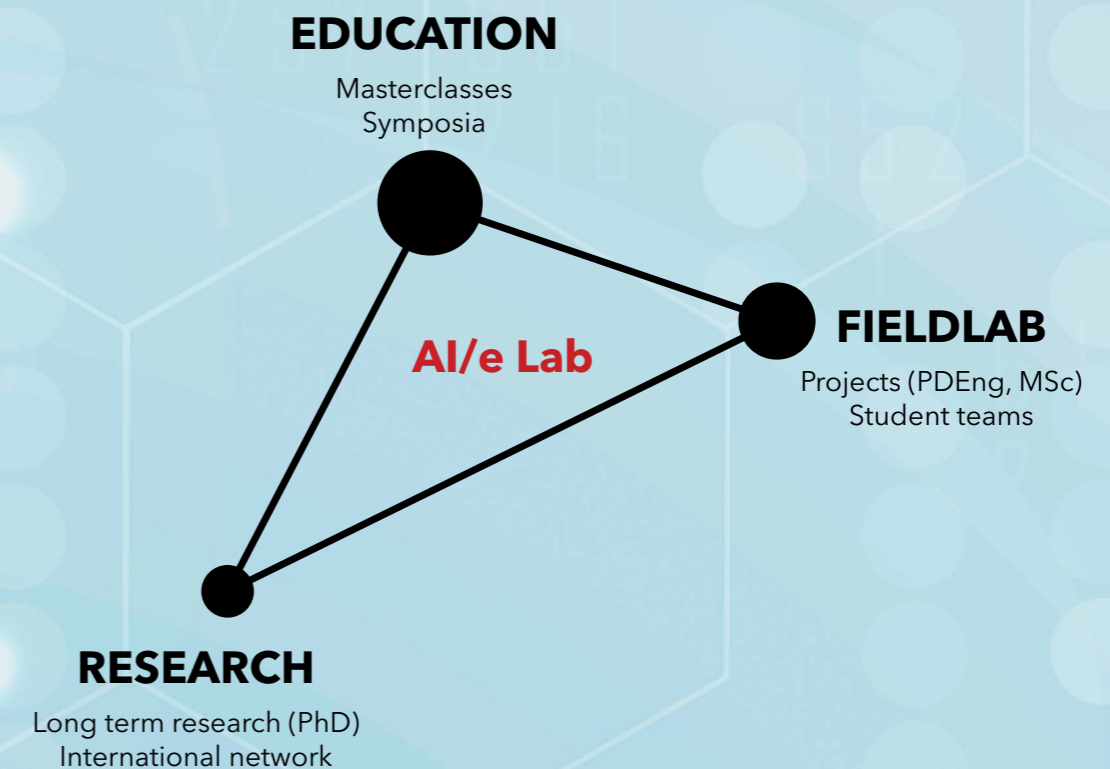 EDUCATION
Masterclasses
Symposia
AI/e Lab
FIELDLAB
Projects (PDEng, MSc)
Student teams
RESEARCH
Long term research (PhD)
International network